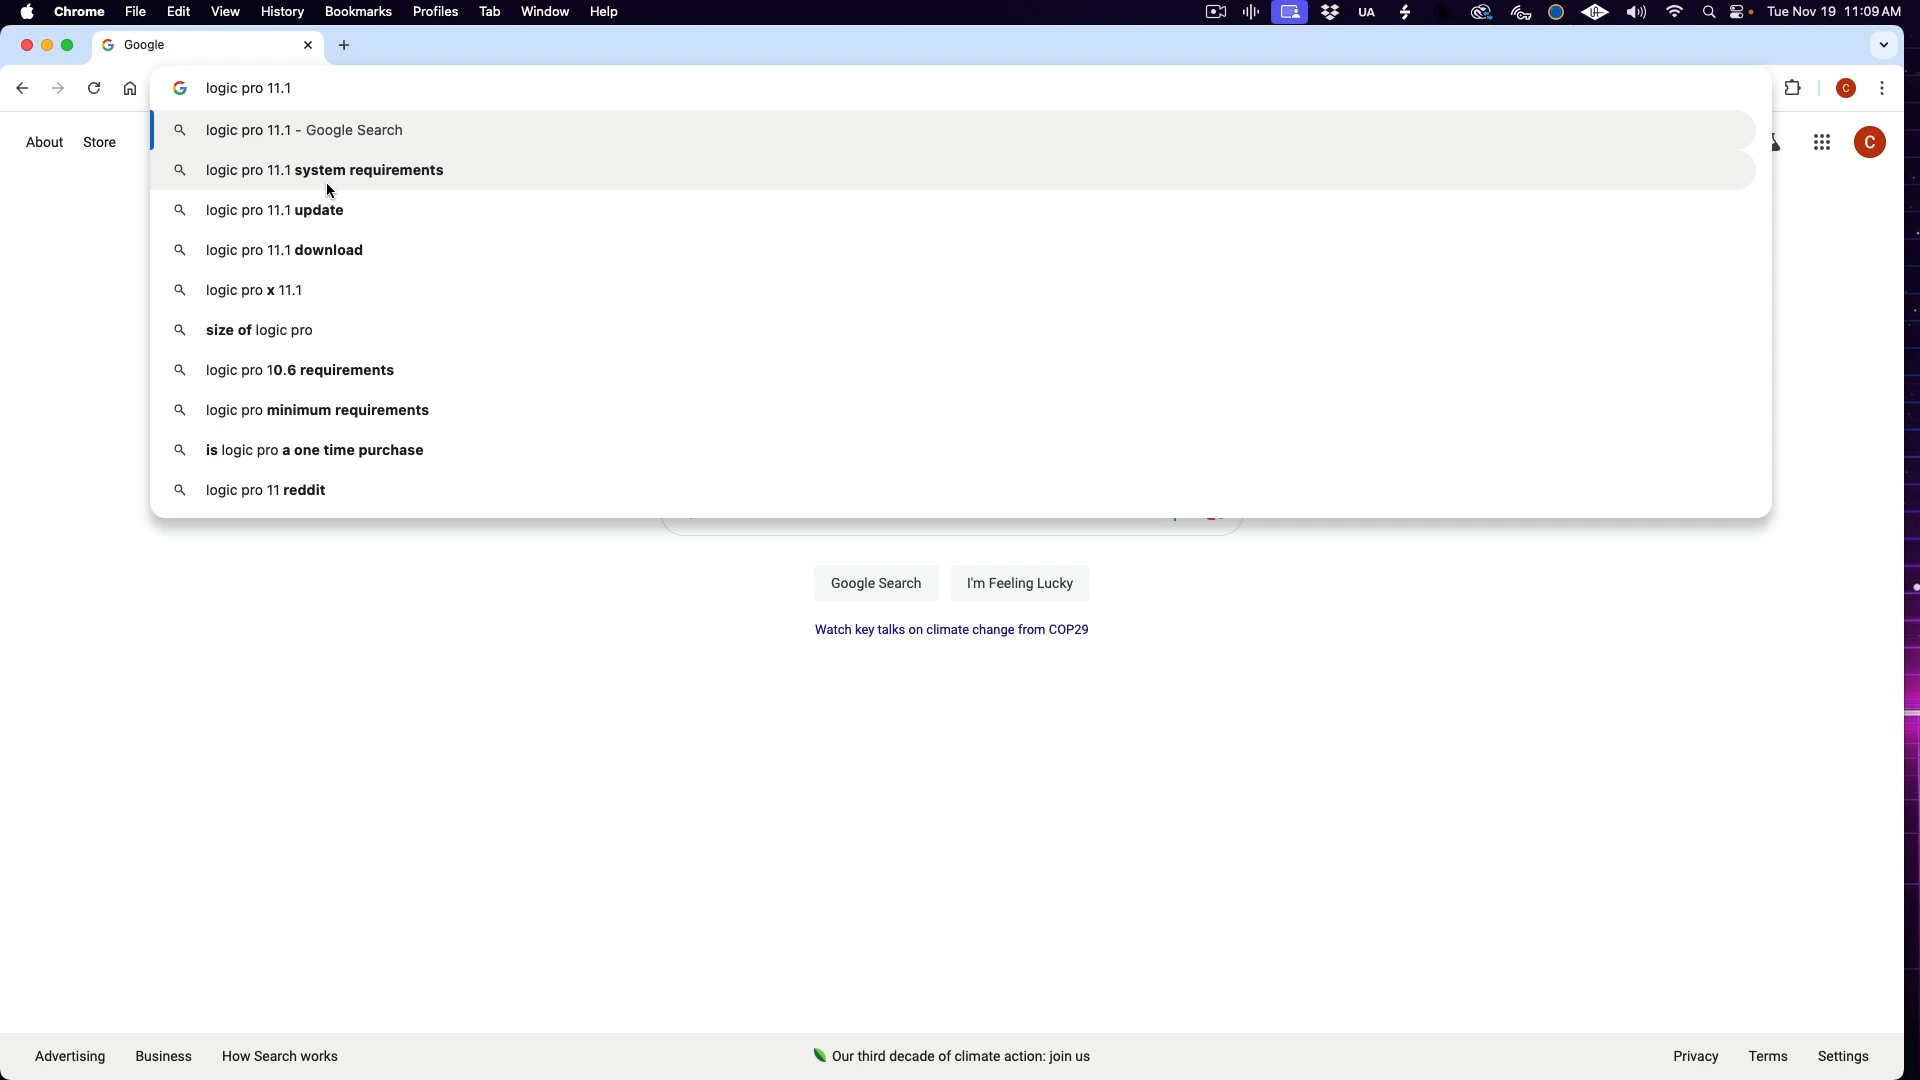 Chrome File Edit View History Bookmarks Profiles Tab Window Help UA Tue Nov 19 11:09 AM
Google
logic pro 11.1 C
logic pro 11.1 - Google Search
About Store C
logic pro 11.1 system requirements
logic pro 11.1 update
logic pro 11.1 download
logic pro x 11.1
size of logic pro
logic pro 10.6 requirements
logic pro minimum requirements
is logic pro a one time purchase
logic pro 11 reddit
Google Search I'm Feeling Lucky
Watch key talks on climate change from COP29
Advertising Business How Search works Our third decade of climate action: join us Privacy Terms Settings